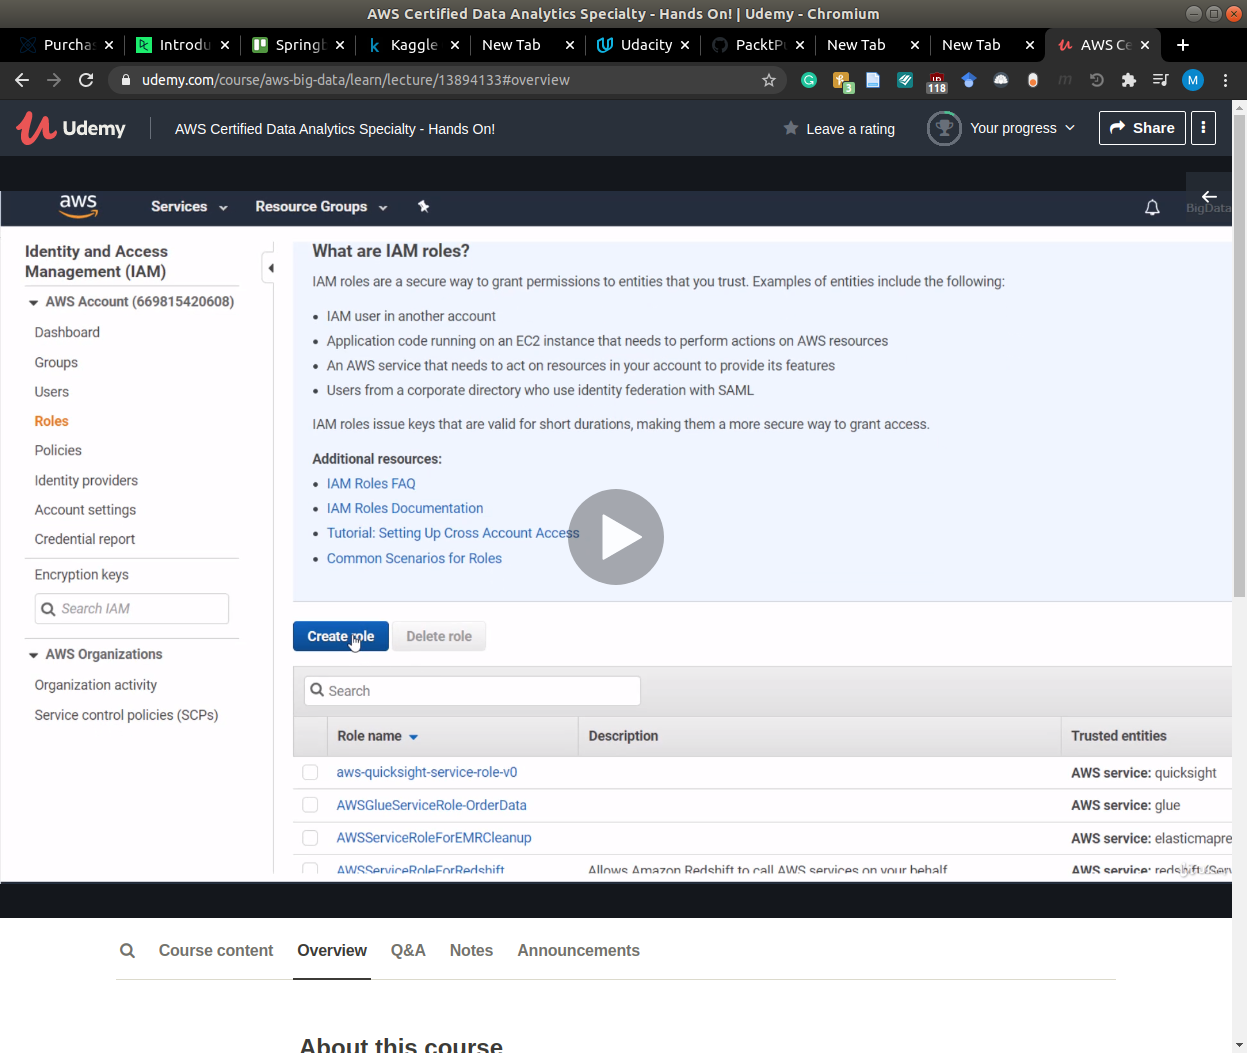 AWS Certified Data Analytics Specialty - Hands On! | Udemy - Chromium
Purchas
Introdu
Springb
Kaggle
New Tab
Udacity
PacktPu
New Tab
New Tab
AWS Ce
udemy.com/course/aws-big-data/learn/lecture/13894133#overview
3
118
M
Udemy
AWS Certified Data Analytics Specialty - Hands On!
Leave a rating
Your progress
Share
aws
Services
Resource Groups
BigData
Identity and Access
Management (IAM)
AWS Account (669815420608)
Dashboard
Groups
Users
Roles
Policies
Identity providers
Account settings
Credential report
Encryption keys
Search IAM
AWS Organizations
Organization activity
Service control policies (SCPs)
What are IAM roles?
IAM roles are a secure way to grant permissions to entities that you trust. Examples of entities include the following:
IAM user in another account
Application code running on an EC2 instance that needs to perform actions on AWS resources
An AWS service that needs to act on resources in your account to provide its features
Users from a corporate directory who use identity federation with SAML
IAM roles issue keys that are valid for short durations, making them a more secure way to grant access.
Additional resources:
IAM Roles FAQ
IAM Roles Documentation
Tutorial: Setting Up Cross Account Access
Common Scenarios for Roles
Create role
Delete role
Search
Role name
Description
Trusted entities
aws-quicksight-service-role-v0
AWS service: quicksight
AWSGlueServiceRole-OrderData
AWS service: glue
AWSServiceRoleForEMRCleanup
AWS service: elasticmapre
AWSServiceRoleForRedshift
Allows Amazon Redshift to call AWS services on your behalf
AWS service: redshift (Serv
Course content
Overview
Q&A
Notes
Announcements
About this course